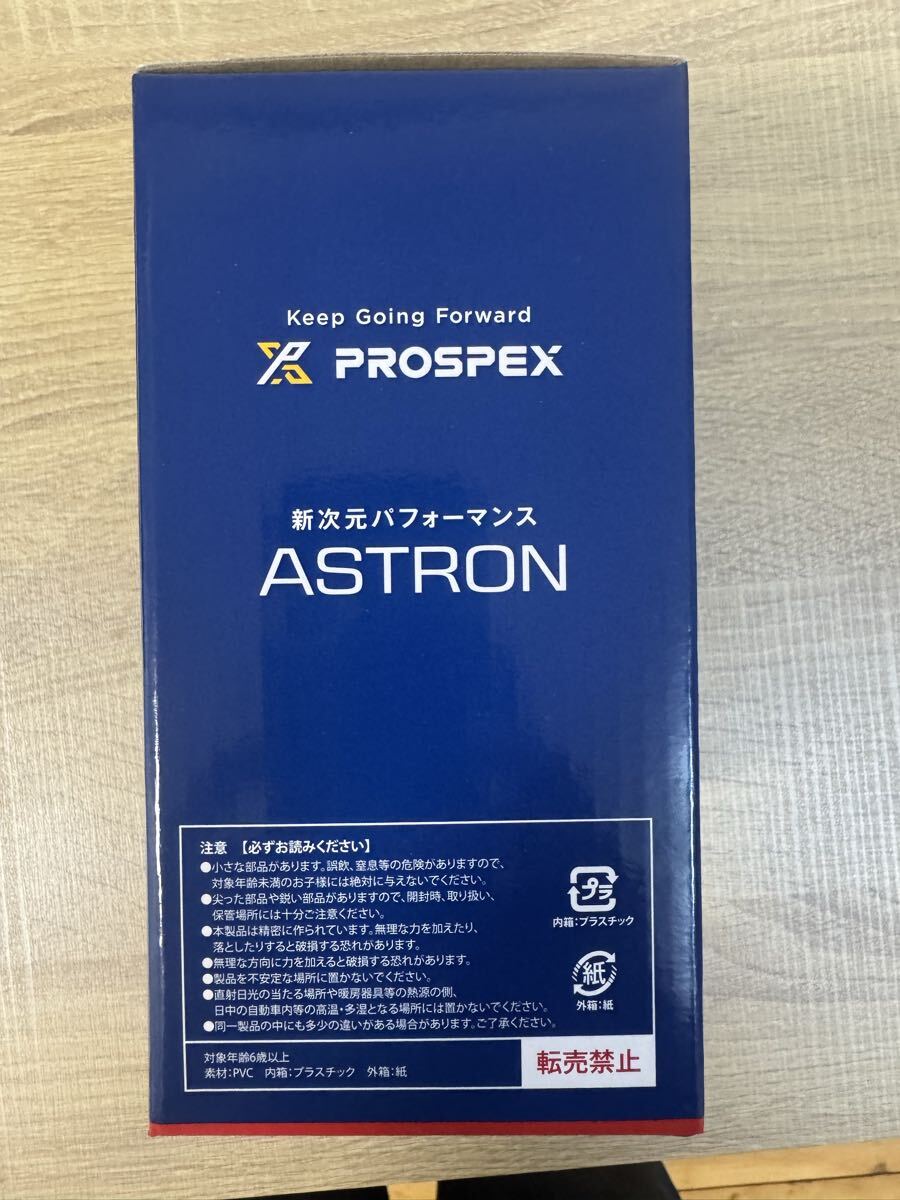 Keep Going Forward
PROSPEX
新次元パフォーマンス
ASTRON
注意 【必ずお読みください】
●小さな部品があります。誤飲、窒息等の危険がありますので、
対象年齢未満のお子様には絶対に与えないでください。
●尖った部品や鋭い部品がありますので、開封時、取り扱い、
保管場所には十分ご注意ください。
●本製品は精密に作られています。無理な力を加えたり、
落としたりすると破損する恐れがあります。
●無理な方向に力を加えると破損する恐れがあります。
●製品を不安定な場所に置かないでください。
●直射日光の当たる場所や暖房器具等の熱源の側、
日中の自動車内等の高温・多湿となる場所には置かないでください。
●同一製品の中にも多少の違いがある場合があります。ご了承ください。
プラ
内箱：プラスチック
紙
外箱：紙
対象年齢6歳以上
素材：PVC 内箱：プラスチック 外箱：紙
転売禁止